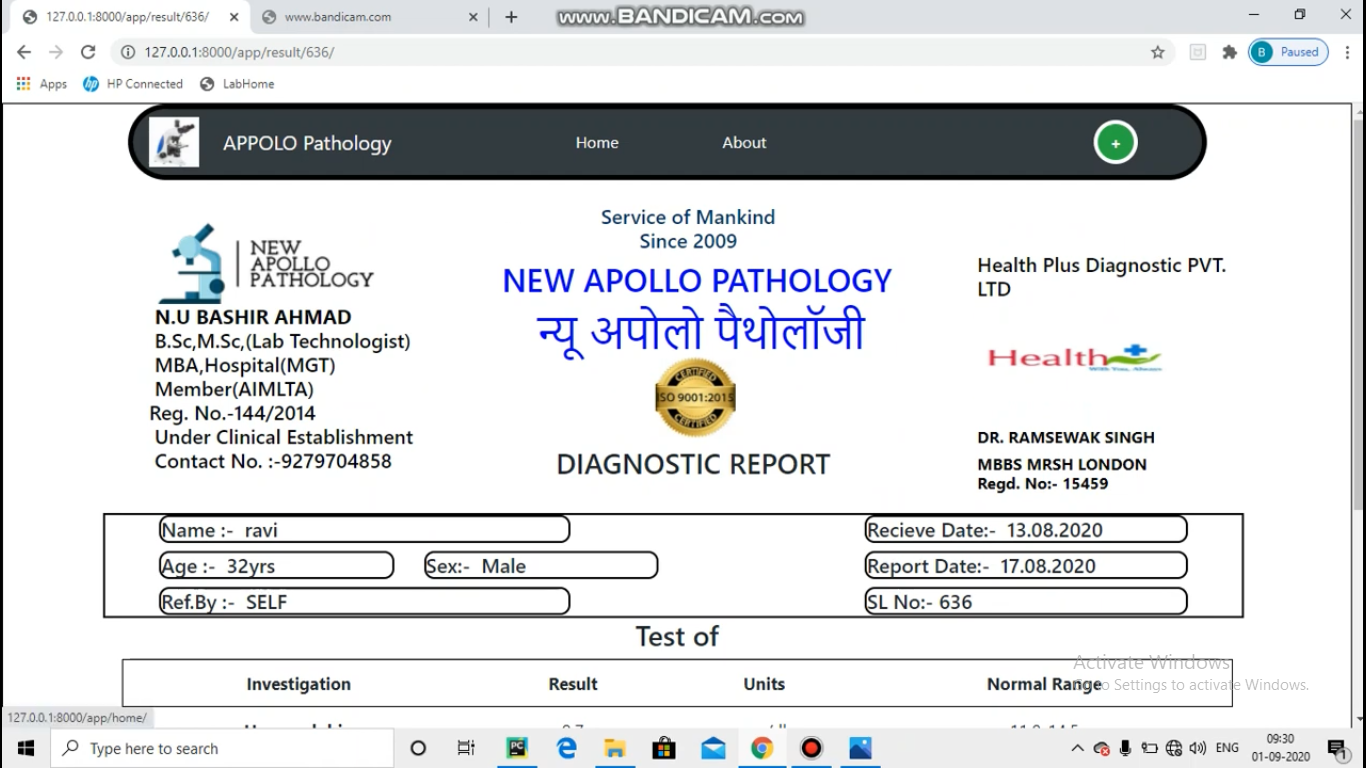 127.0.0.1:8000/app/result/636/
www.bandicam.com
www.BANDICAM.com
127.0.0.1:8000/app/result/636/
B Paused
Apps HP Connected LabHome
APPOLO Pathology Home About +
Service of Mankind
Since 2009
NEW
APOLLO
PATHOLOGY
NEW APOLLO PATHOLOGY
न्यू अपोलो पैथोलॉजी
CERTIFIED
ISO 9001:2015
CERTIFIED
DIAGNOSTIC REPORT
N.U BASHIR AHMAD
B.Sc,M.Sc,(Lab Technologist)
MBA,Hospital(MGT)
Member(AIMLTA)
Reg. No.-144/2014
Under Clinical Establishment
Contact No. :-9279704858
Health Plus Diagnostic PVT.
LTD
Health
With You, Always
DR. RAMSEWAK SINGH
MBBS MRSH LONDON
Regd. No:- 15459
Name :- ravi
Recieve Date:- 13.08.2020
Age :- 32yrs
Sex:- Male
Report Date:- 17.08.2020
Ref.By :- SELF
SL No:- 636
Test of
Investigation Result Units Normal Range
Activate Windows
Go to Settings to activate Windows.
127.0.0.1:8000/app/home/
Type here to search
PC
ENG
09:30
01-09-2020
1